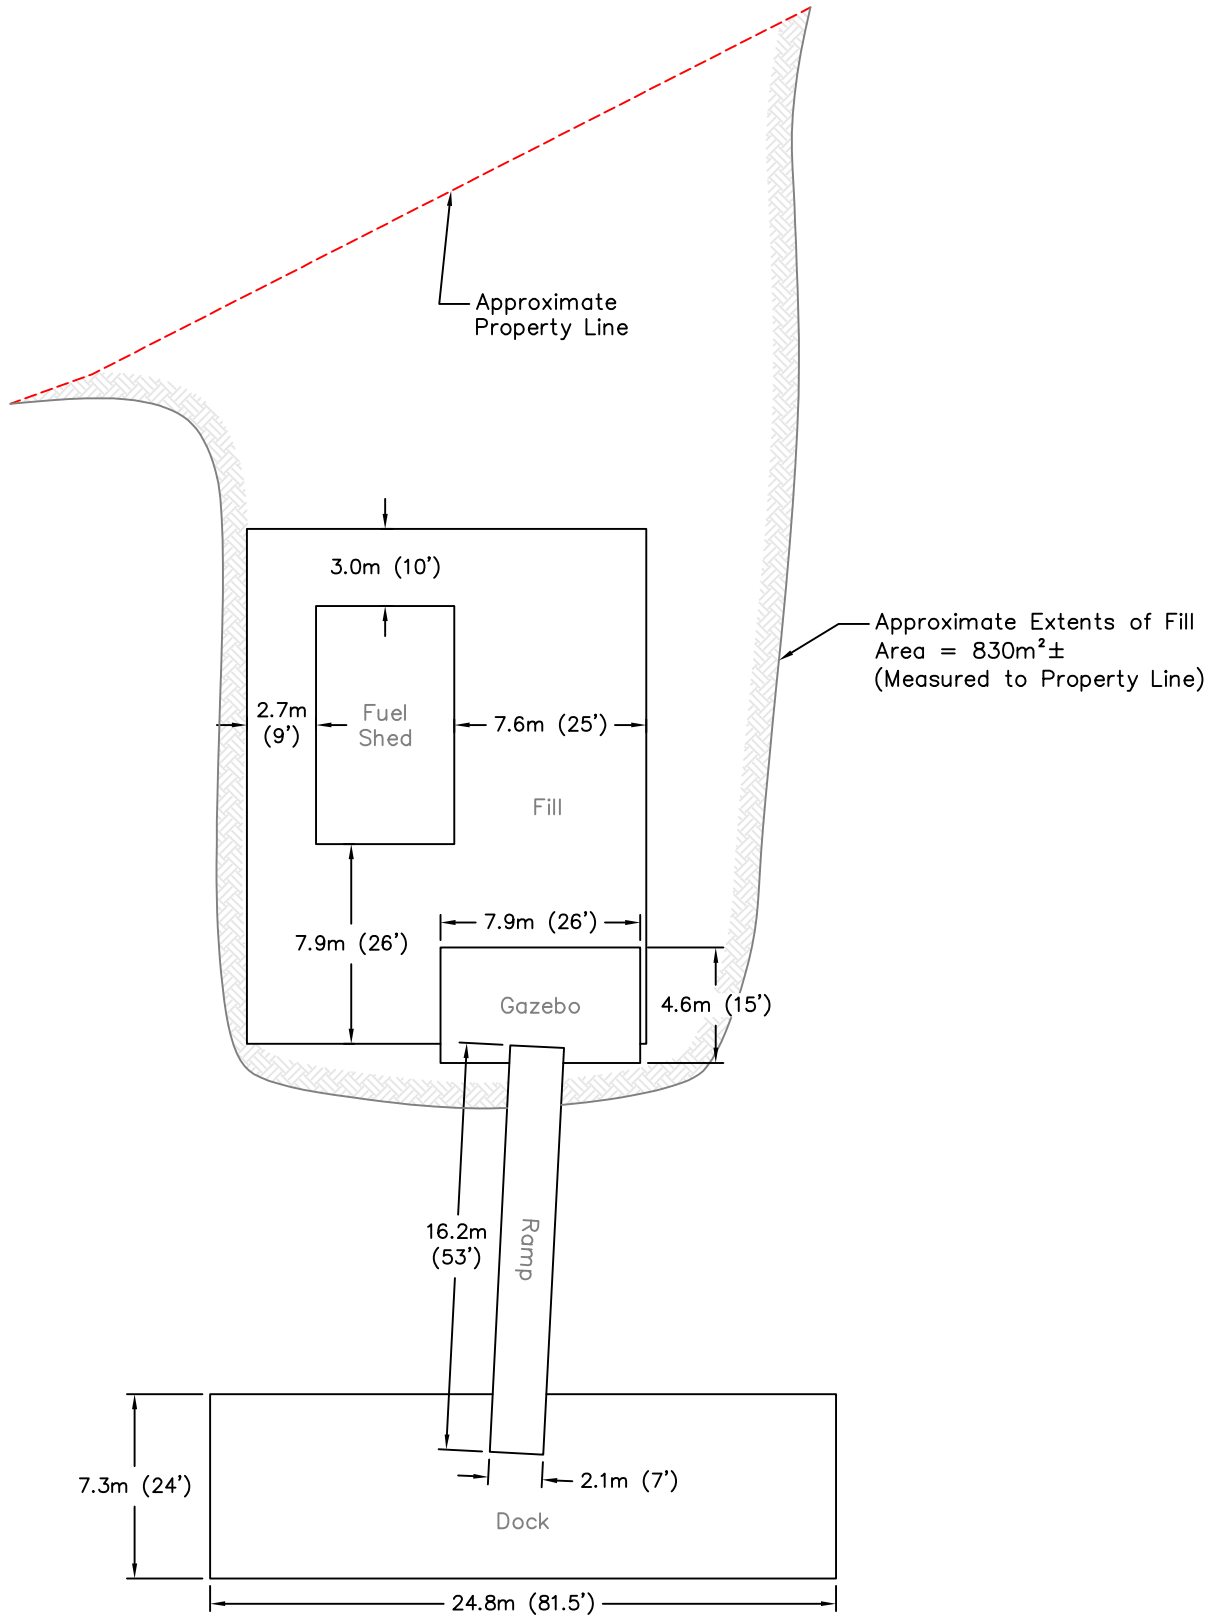 Approximate
Property Line
3.0m (10')
Approximate Extents of Fill
Area = 830m²±
(Measured to Property Line)
2.7m
(9')
Fuel
Shed
7.6m (25')
Fill
7.9m (26')
7.9m (26')
Gazebo
4.6m (15')
16.2m
(53')
Ramp
7.3m (24')
2.1m (7')
Dock
24.8m (81.5')